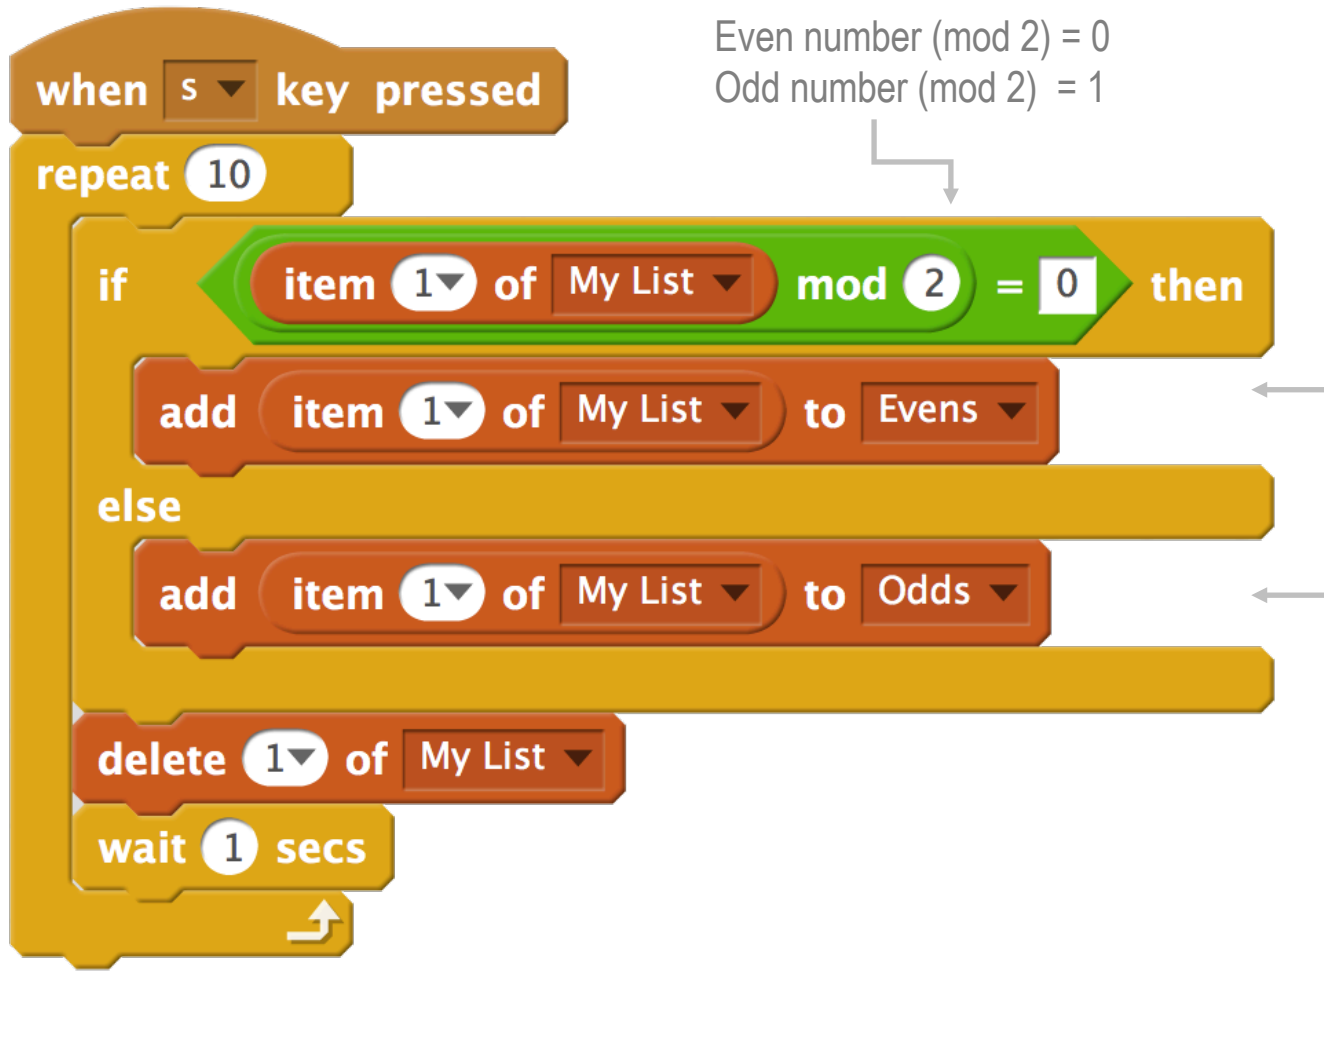 Even number (mod 2) = 0
Odd number (mod 2) = 1
when s key pressed
repeat 10
if item 1 of My List mod 2 = 0 then
add item 1 of My List to Evens
else
add item 1 of My List to Odds
delete 1 of My List
wait 1 secs